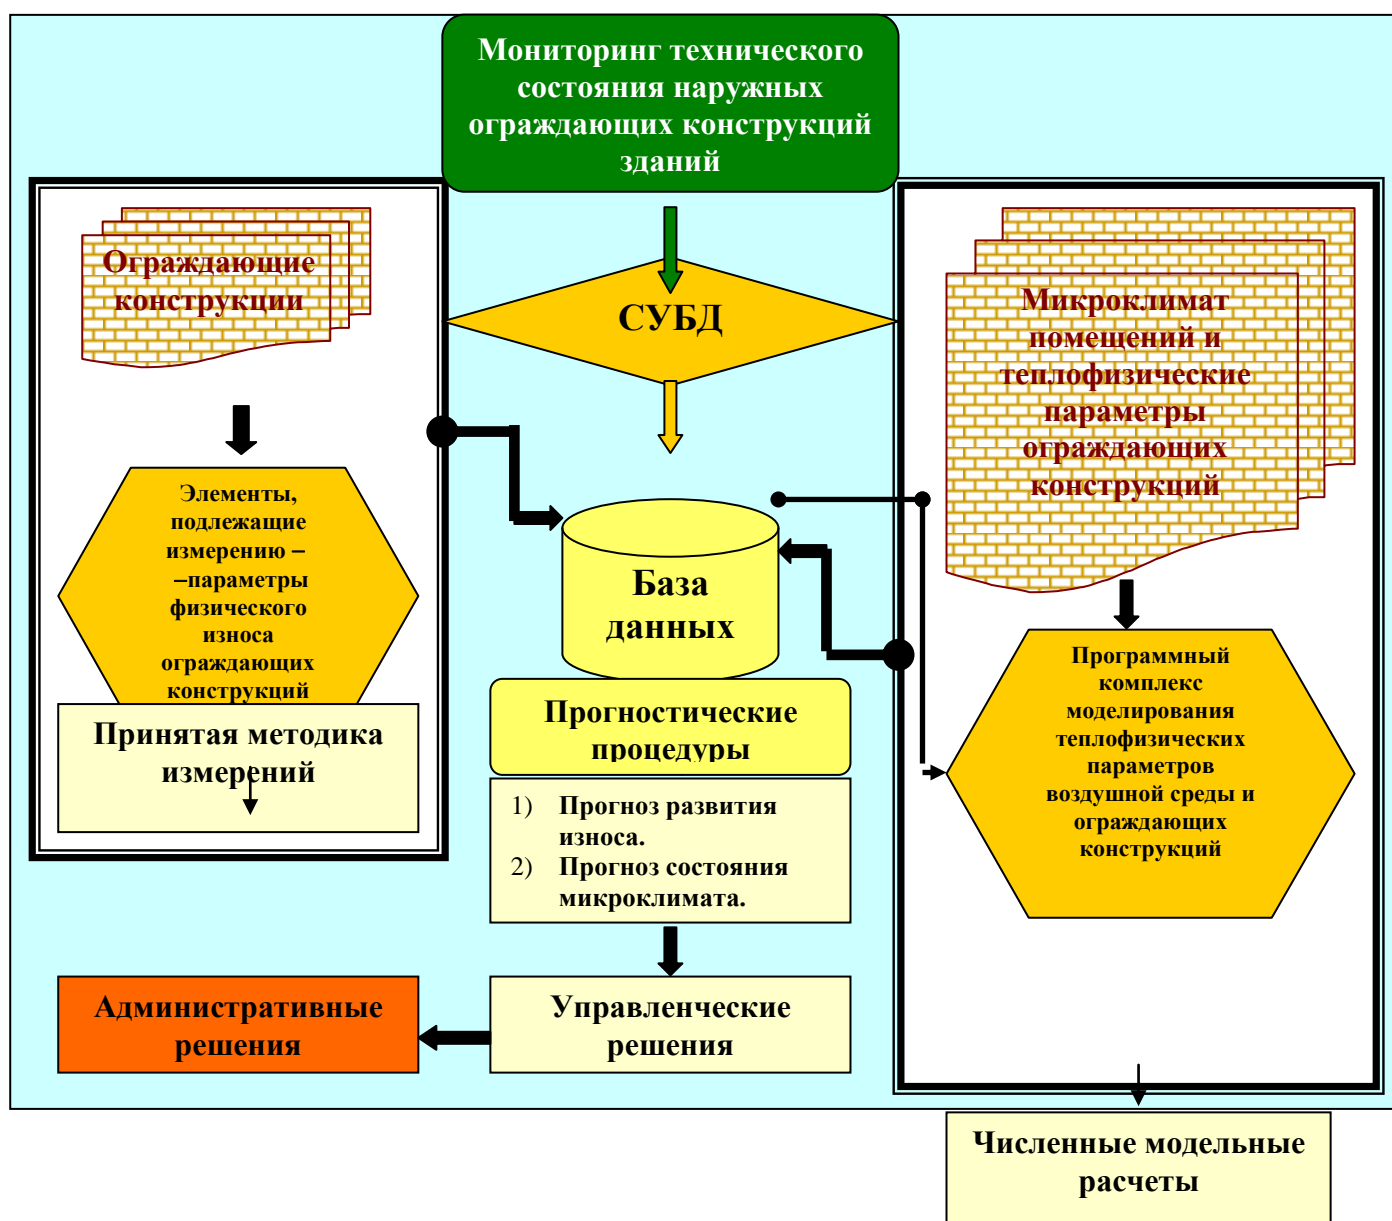 Мониторинг технического
состояния наружных
ограждающих конструкций
зданий
Ограждающие
конструкции
СУБД
Микроклимат
помещений и
теплофизические
параметры
ограждающих
конструкций
Элементы,
подлежащие
измерению –
–параметры
физического
износа
ограждающих
конструкций
Принятая методика
измерений
База
данных
Прогностические
процедуры
1) Прогноз развития
износа.
2) Прогноз состояния
микроклимата.
Программный
комплекс
моделирования
теплофизических
параметров
воздушной среды и
ограждающих
конструкций
Административные
решения
Управленческие
решения
Численные модельные
расчеты